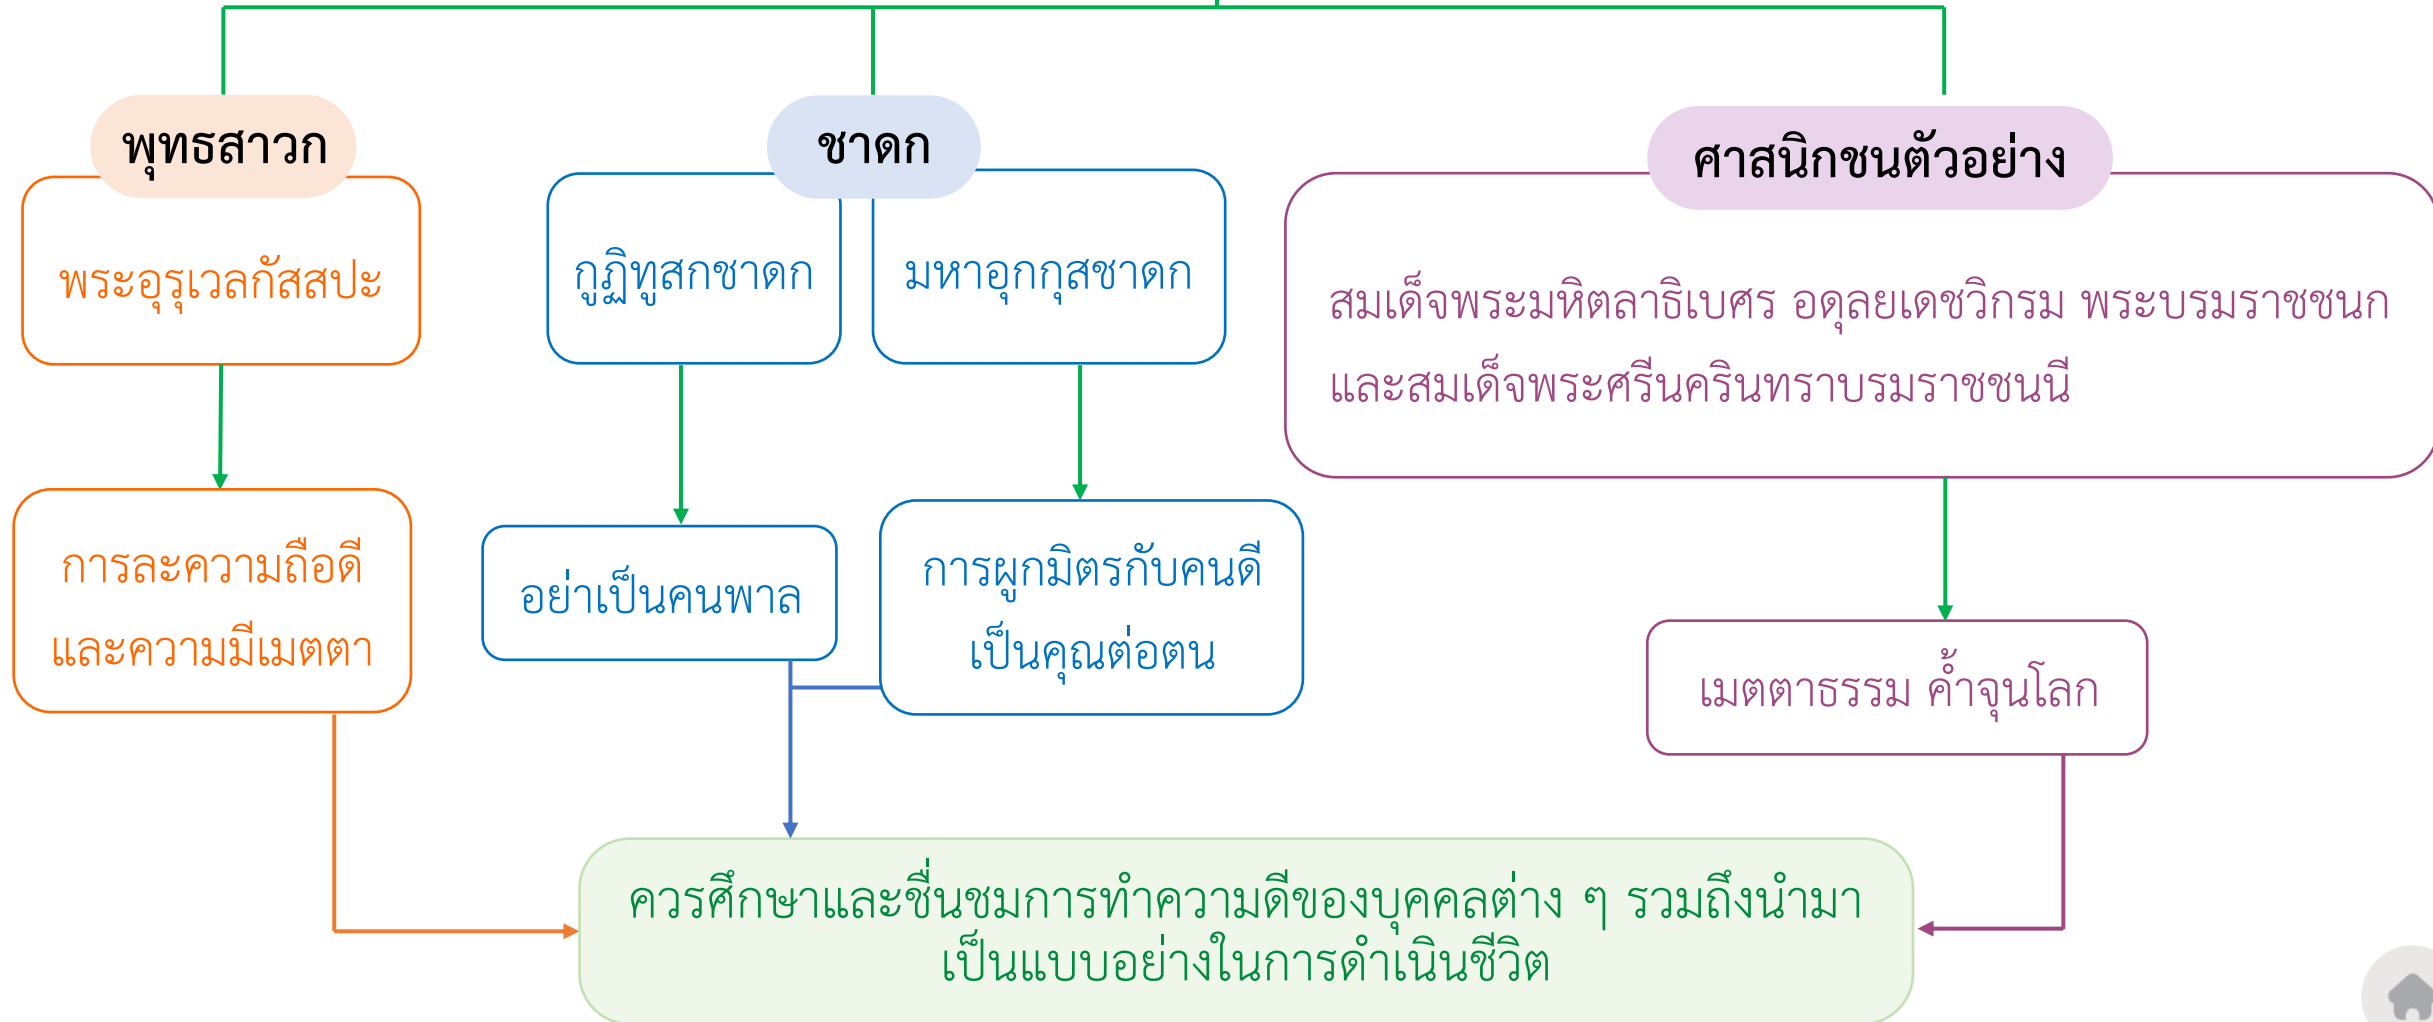 พุทธสาวก
พระอุรุเวลกัสสปะ
การละความถือดี
และความมีเมตตา
ชาดก
กูฏิทูสกชาดก
อย่าเป็นคนพาล
มหาอุกกุสชาดก
การผูกมิตรกับคนดี
เป็นคุณต่อตน
ศาสนิกชนตัวอย่าง
สมเด็จพระมหิตลาธิเบศร อดุลยเดชวิกรม พระบรมราชชนก
และสมเด็จพระศรีนครินทราบรมราชชนนี
เมตตาธรรม ค้ำจุนโลก
ควรศึกษาและชื่นชมการทำความดีของบุคคลต่าง ๆ รวมถึงนำมา
เป็นแบบอย่างในการดำเนินชีวิต